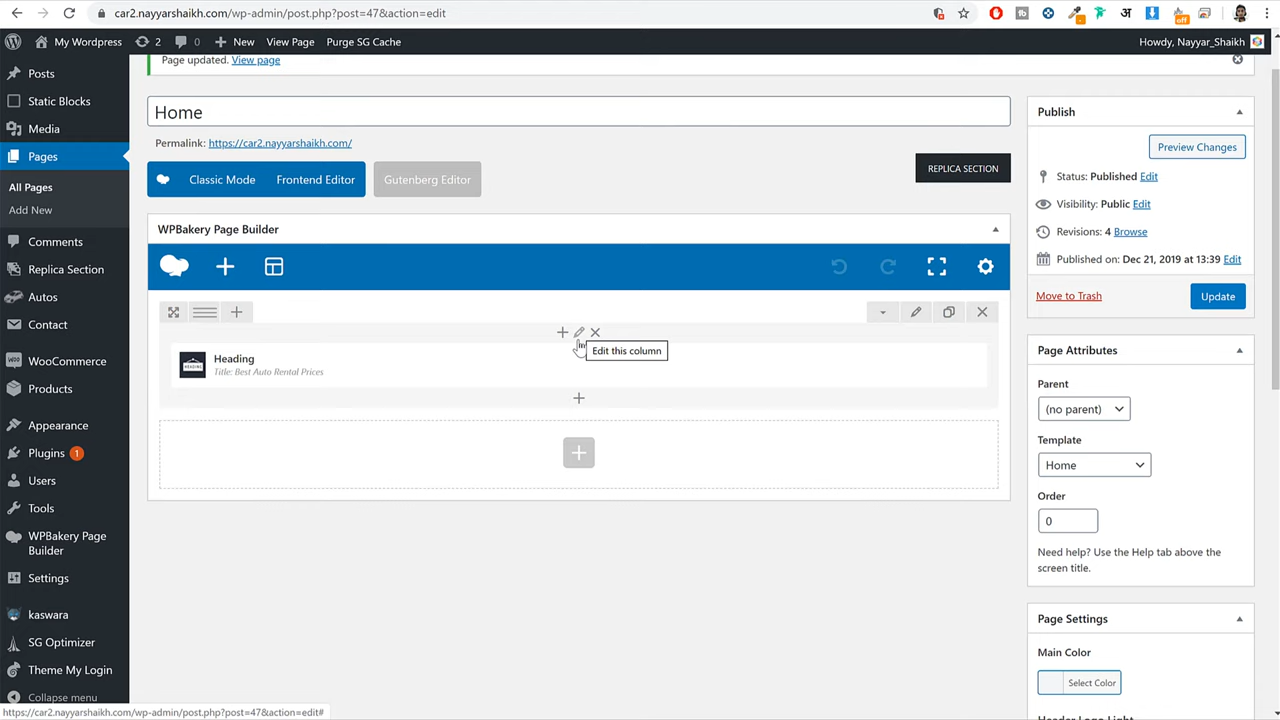 car2.nayyarshaikh.com/wp-admin/post.php?post=47&action=edit
My Wordpress 2 0 New View Page Purge SG Cache Howdy, Nayyar_Shaikh
Posts
Static Blocks
Media
Pages
All Pages
Add New
Comments
Replica Section
Autos
Contact
WooCommerce
Products
Appearance
Plugins 1
Users
Tools
WPBakery Page
Builder
Settings
kaswara
SG Optimizer
Theme My Login
Collapse menu
Page updated. View page
Home
Permalink: https://car2.nayyarshaikh.com/
Classic Mode Frontend Editor Gutenberg Editor
REPLICA SECTION
WPBakery Page Builder
Edit this column
HEADING
Heading
Title: Best Auto Rental Prices
Publish
Preview Changes
Status: Published Edit
Visibility: Public Edit
Revisions: 4 Browse
Published on: Dec 21, 2019 at 13:39 Edit
Move to Trash Update
Page Attributes
Parent
(no parent)
Template
Home
Order
0
Need help? Use the Help tab above the
screen title.
Page Settings
Main Color
Select Color
Header Logo Light
https://car2.nayyarshaikh.com/wp-admin/post.php?post=47&action=edit#
off
अ